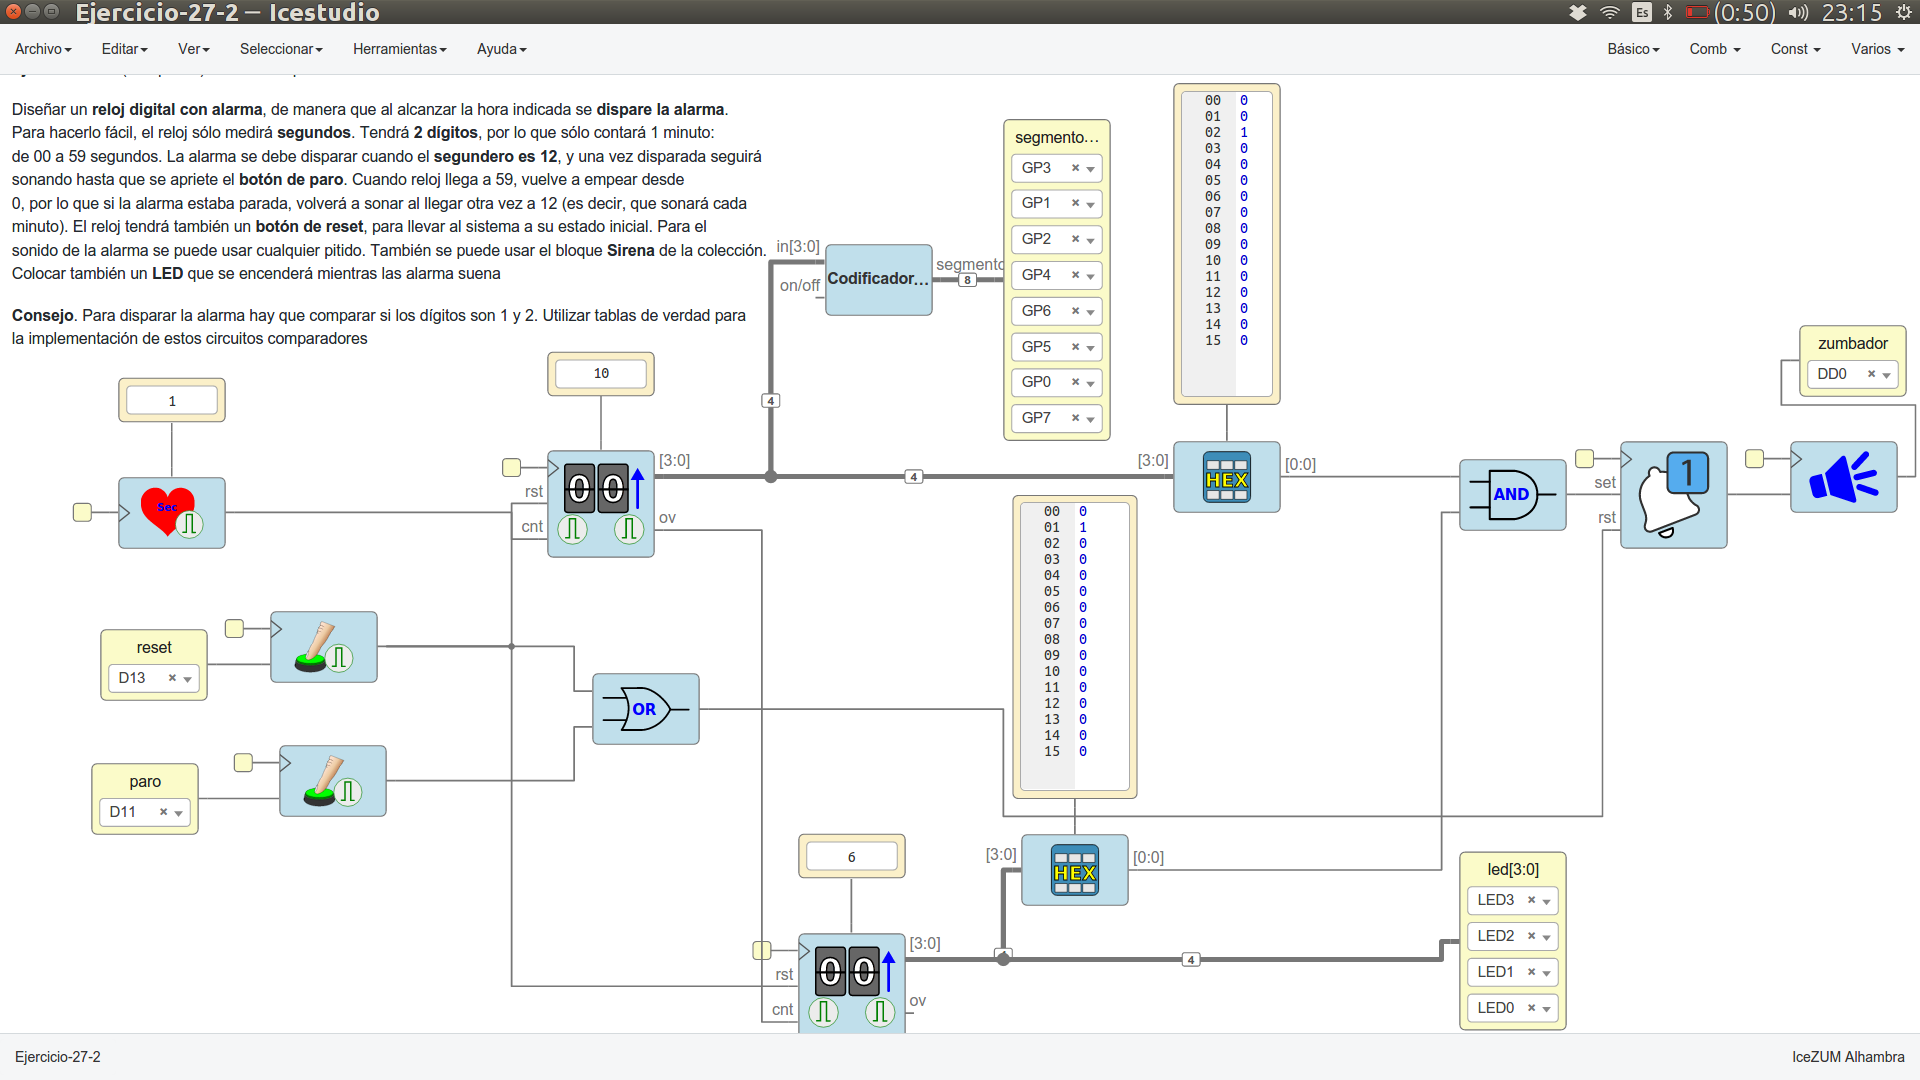 Ejercicio-27-2 — Icestudio
Es
(0:50)
23:15
Archivo
Editar
Ver
Seleccionar
Herramientas
Ayuda
Básico
Comb
Const
Varios
Diseñar un reloj digital con alarma, de manera que al alcanzar la hora indicada se dispare la alarma.
Para hacerlo fácil, el reloj sólo medirá segundos. Tendrá 2 dígitos, por lo que sólo contará 1 minuto:
de 00 a 59 segundos. La alarma se debe disparar cuando el segundero es 12, y una vez disparada seguirá
sonando hasta que se apriete el botón de paro. Cuando reloj llega a 59, vuelve a empear desde
0, por lo que si la alarma estaba parada, volverá a sonar al llegar otra vez a 12 (es decir, que sonará cada
minuto). El reloj tendrá también un botón de reset, para llevar al sistema a su estado inicial. Para el
sonido de la alarma se puede usar cualquier pitido. También se puede usar el bloque Sirena de la colección.
Colocar también un LED que se encenderá mientras las alarma suena
Consejo. Para disparar la alarma hay que comparar si los dígitos son 1 y 2. Utilizar tablas de verdad para
la implementación de estos circuitos comparadores
in[3:0]
on/off
Codificador...
segmento
8
segmento...
GP3
GP1
GP2
GP4
GP6
GP5
GP0
GP7
00 0
01 0
02 1
03 0
04 0
05 0
06 0
07 0
08 0
09 0
10 0
11 0
12 0
13 0
14 0
15 0
zumbador
DD0
1
Sec
10
4
rst
cnt
00
[3:0]
ov
4
[3:0]
HEX
[0:0]
AND
set
rst
1
00 0
01 1
02 0
03 0
04 0
05 0
06 0
07 0
08 0
09 0
10 0
11 0
12 0
13 0
14 0
15 0
reset
D13
OR
paro
D11
6
rst
cnt
00
[3:0]
ov
[3:0]
HEX
[0:0]
4
led[3:0]
LED3
LED2
LED1
LED0
Ejercicio-27-2
IceZUM Alhambra